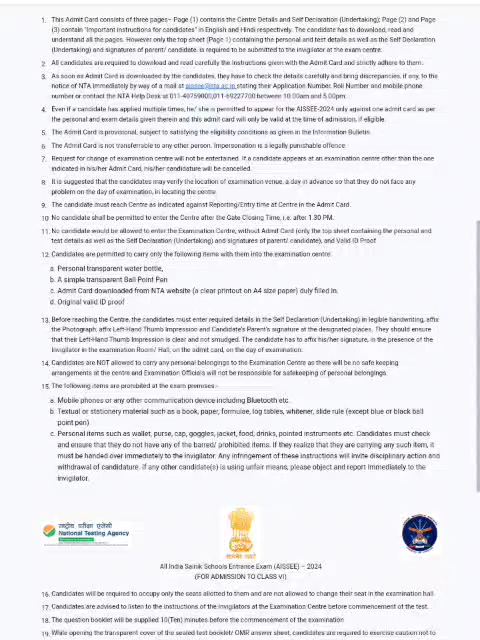 1. This Admit Card consists of three pages– Page (1) contains the Centre Details and Self Declaration (Undertaking); Page (2) and Page
(3) contain "Important instructions for candidates" in English and Hindi respectively. The candidate has to download, read and
understand all the pages. However only the top sheet (Page 1) containing the personal and test details as well as the Self Declaration
(Undertaking) and signatures of parent/ candidate, is required to be submitted to the invigilator at the exam centre.
2. All candidates are required to download and read carefully the Instructions given with the Admit Card and strictly adhere to them.
3. As soon as Admit Card is downloaded by the candidates, they have to check the details carefully and bring discrepancies, if any, to the
notice of NTA immediately by way of a mail at aissee@nta.ac.in stating their Application Number, Roll Number and mobile phone
number or contact the NTA Help Desk at 011-40759000,011-69227700 between 10.00am and 5.00pm.
4. Even if a candidate has applied multiple times, he/ she is permitted to appear for the AISSEE-2024 only against one admit card as per
the personal and exam details given therein and this admit card will only be valid at the time of admission, if eligible.
5. The Admit Card is provisional, subject to satisfying the eligibility conditions as given in the Information Bulletin.
6. The Admit Card is not transferrable to any other person. Impersonation is a legally punishable offence.
7. Request for change of examination centre will not be entertained. If a candidate appears at an examination centre other than the one
indicated in his/her Admit Card, his/her candidature will be cancelled.
8. It is suggested that the candidates may verify the location of examination venue, a day in advance so that they do not face any
problem on the day of examination, in locating the centre.
9. The candidate must reach Centre as indicated against Reporting/Entry time at Centre in the Admit Card.
10. No candidate shall be permitted to enter the Centre after the Gate Closing Time, i.e. after 1.30 PM.
11. No candidate would be allowed to enter the Examination Centre, without Admit Card (only the top sheet containing the personal and
test details as well as the Self Declaration (Undertaking) and signatures of parent/ candidate), and Valid ID Proof
12. Candidates are permitted to carry only the following items with them into the examination centre:
a. Personal transparent water bottle,
b. A simple transparent Ball Point Pen
c. Admit Card downloaded from NTA website (a clear printout on A4 size paper) duly filled in.
d. Original valid ID proof
13. Before reaching the Centre, the candidates must enter required details in the Self Declaration (Undertaking) in legible handwriting, affix
the Photograph, affix Left-Hand Thumb Impression and Candidate's Parent's signature at the designated places. They should ensure
that their Left-Hand Thumb Impression is clear and not smudged. The candidate has to affix his/her signature, in the presence of the
Invigilator in the examination Room/ Hall, on the admit card, on the day of examination.
14. Candidates are NOT allowed to carry any personal belongings to the Examination Centre as there will be no safe keeping
arrangements at the centre and Examination Officials will not be responsible for safekeeping of personal belongings.
15. The following items are prohibited at the exam premises:-
a. Mobile phones or any other communication device including Bluetooth etc.
b. Textual or stationery material such as a book, paper, formulae, log tables, whitener, slide rule (except blue or black ball
point pen)
c. Personal items such as wallet, purse, cap, goggles, jacket, food, drinks, pointed instruments etc. Candidates must check
and ensure that they do not have any of the barred/ prohibited items. If they realize that they are carrying any such item, it
must be handed over immediately to the invigilator. Any infringement of these instructions will invite disciplinary action and
withdrawal of candidature. If any other candidate(s) is using unfair means, please object and report immediately to the
invigilator.
राष्ट्रीय परीक्षा एजेंसी
National Testing Agency
सत्यमेव जयते
All India Sainik Schools Entrance Exam (AISSEE) – 2024
(FOR ADMISSION TO CLASS VI)
16. Candidates will be required to occupy only the seats allotted to them and are not allowed to change their seat in the examination hall.
17. Candidates are advised to listen to the instructions of the Invigilators at the Examination Centre before commencement of the test.
18. The question booklet will be supplied 10(Ten) minutes before the commencement of the examination
19. While opening the transparent cover of the sealed test booklet/ OMR answer sheet, candidates are required to exercise caution not to